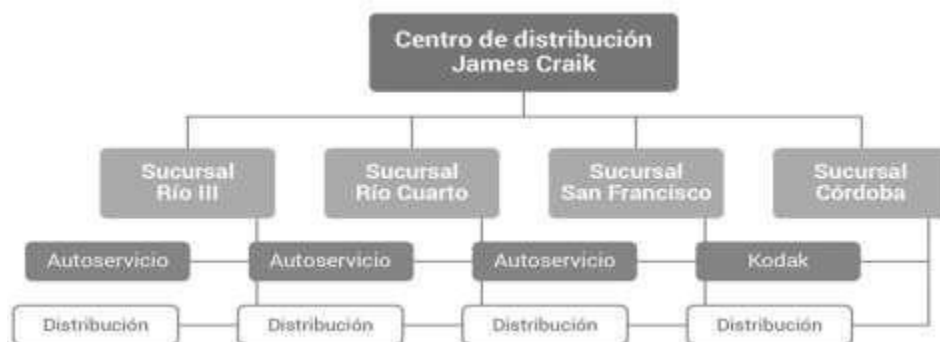 Centro de distribución
James Craik
Sucursal
Río III
Sucursal
Río Cuarto
Sucursal
San Francisco
Sucursal
Córdoba
Autoservicio
Autoservicio
Autoservicio
Kodak
Distribución
Distribución
Distribución
Distribución